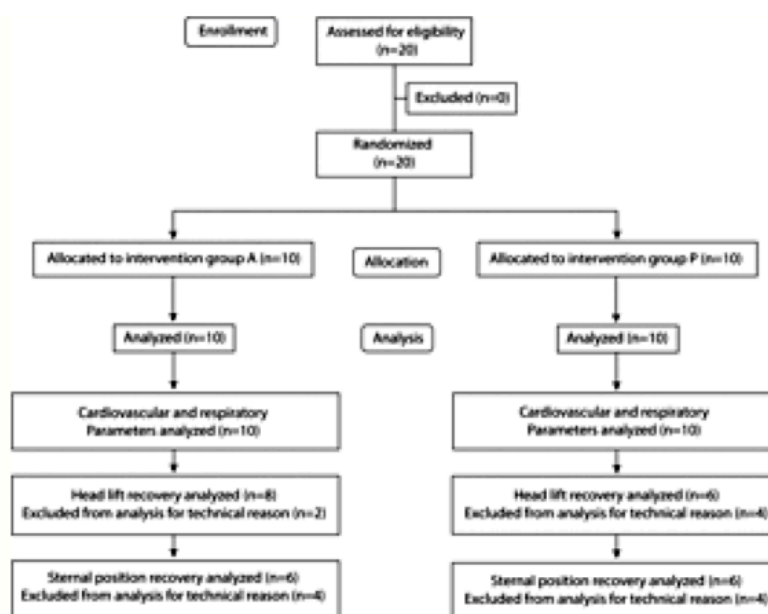 Enrollment
Assessed for eligibility
(n=20)
Excluded (n=0)
Randomized
(n=20)
Allocated to intervention group A (n=10)
Allocation
Allocated to intervention group P (n=10)
Analyzed (n=10)
Analysis
Analyzed (n=10)
Cardiovascular and respiratory
Parameters analyzed (n=10)
Cardiovascular and respiratory
Parameters analyzed (n=10)
Head lift recovery analyzed (n=8)
Excluded from analysis for technical reason (n=2)
Head lift recovery analyzed (n=6)
Excluded from analysis for technical reason (n=4)
Sternal position recovery analyzed (n=6)
Excluded from analysis for technical reason (n=4)
Sternal position recovery analyzed (n=6)
Excluded from analysis for technical reason (n=4)